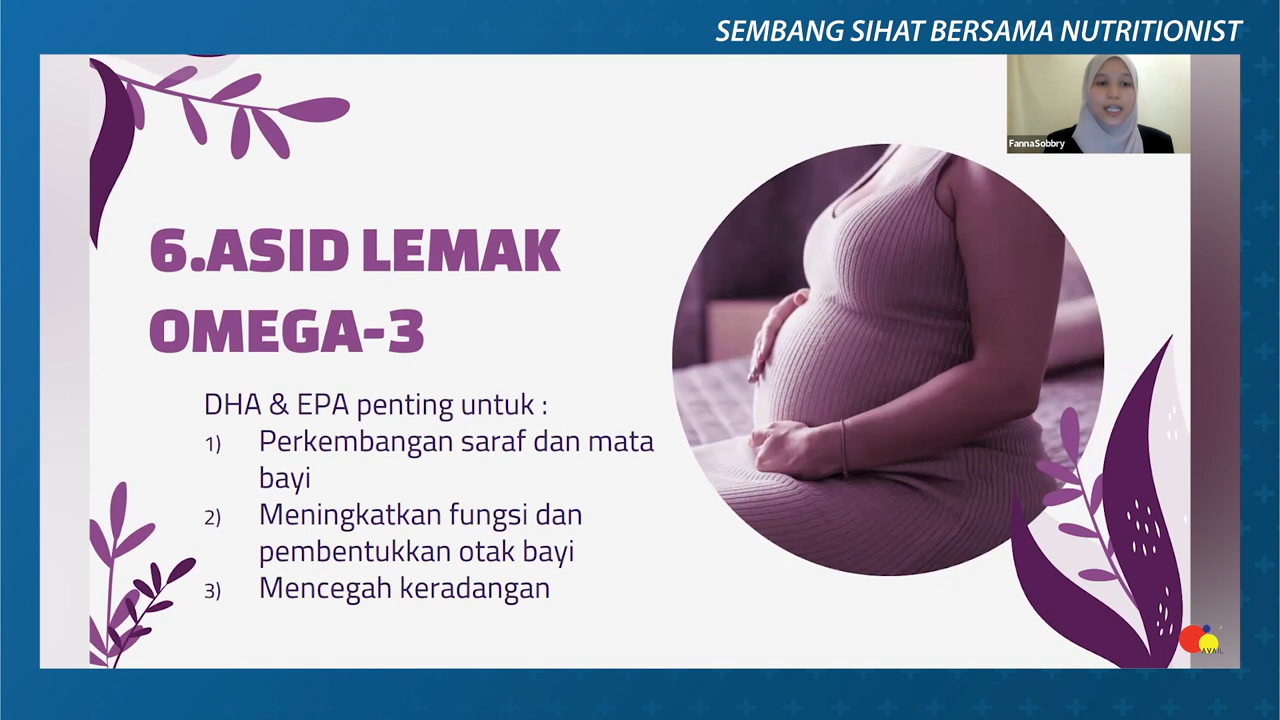 SEMBANG SIHAT BERSAMA NUTRITIONIST
FannaSobbry
6.ASID LEMAK
OMEGA-3
DHA & EPA penting untuk :
1) Perkembangan saraf dan mata
bayi
2) Meningkatkan fungsi dan
pembentukkan otak bayi
3) Mencegah keradangan
AVAIL